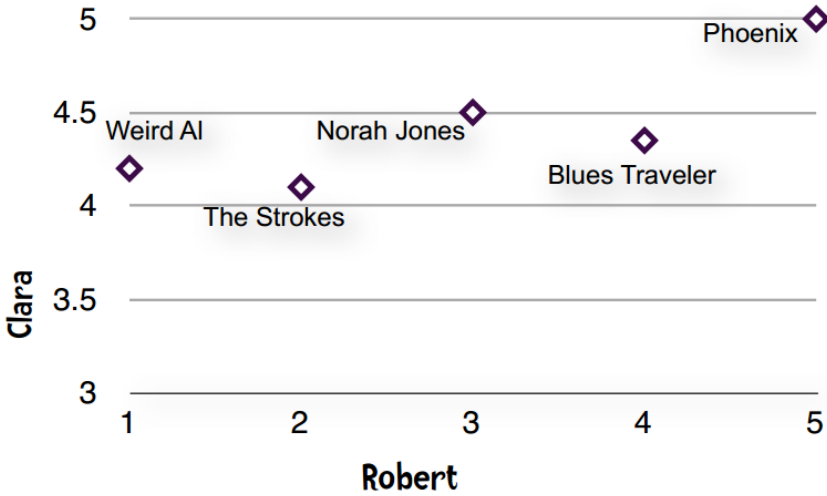 5
Phoenix
4.5
Weird Al
Norah Jones
Blues Traveler
4
The Strokes
3.5
Clara
3
1 2 3 4 5
Robert